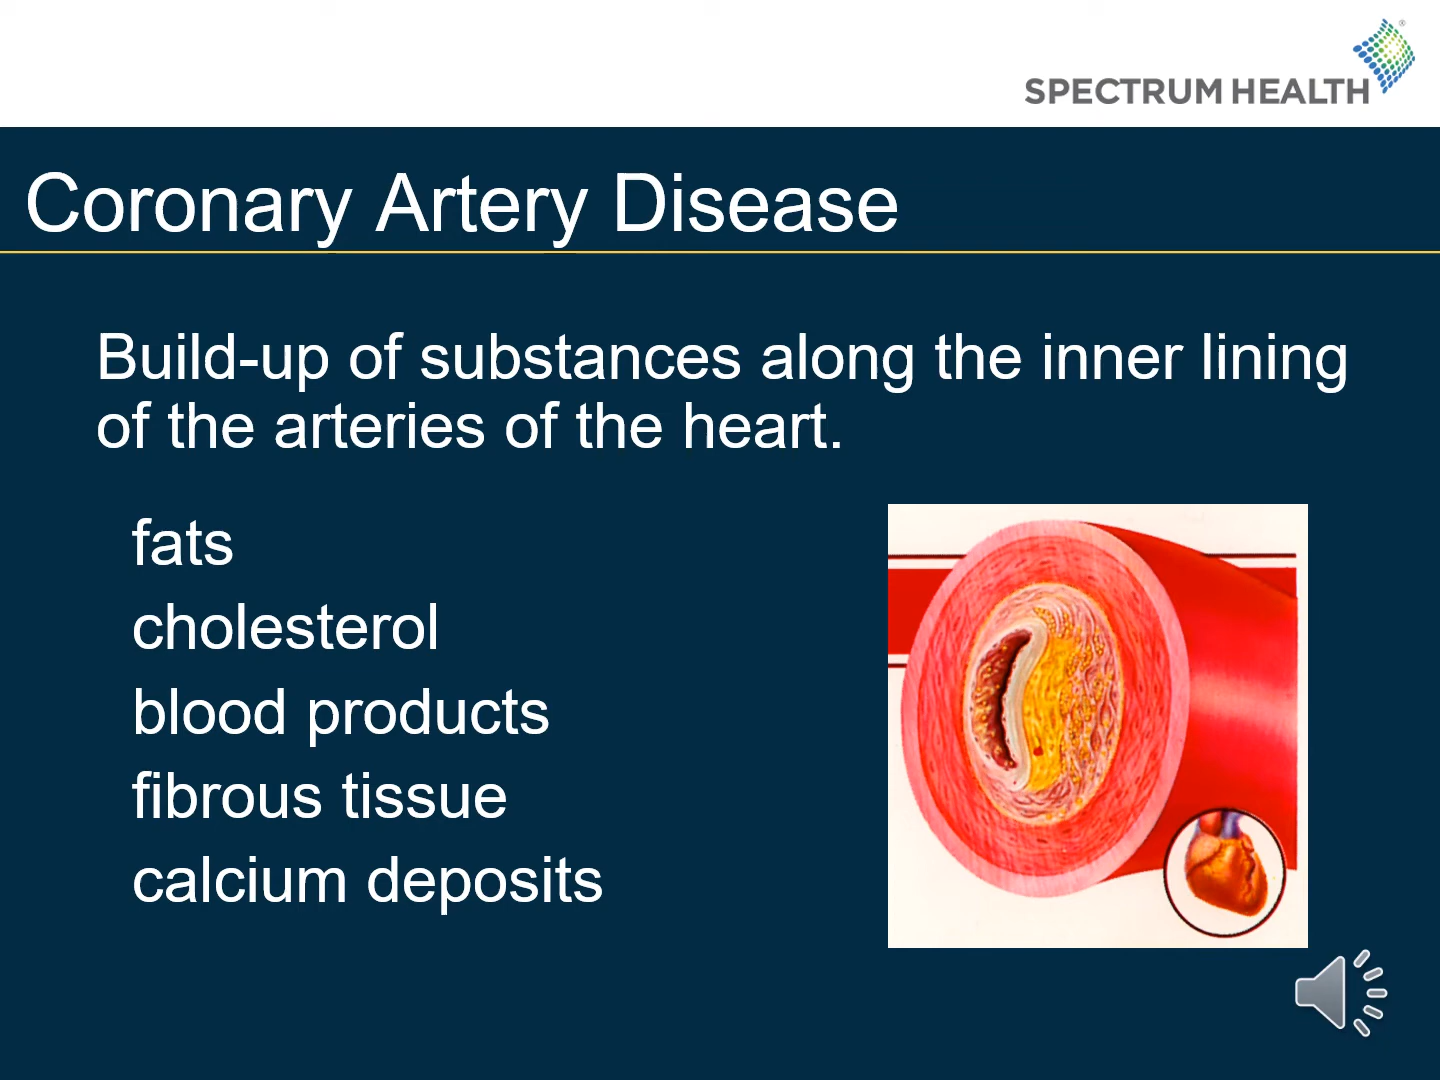 SPECTRUM HEALTH®
Coronary Artery Disease
Build-up of substances along the inner lining
of the arteries of the heart.
fats
cholesterol
blood products
fibrous tissue
calcium deposits